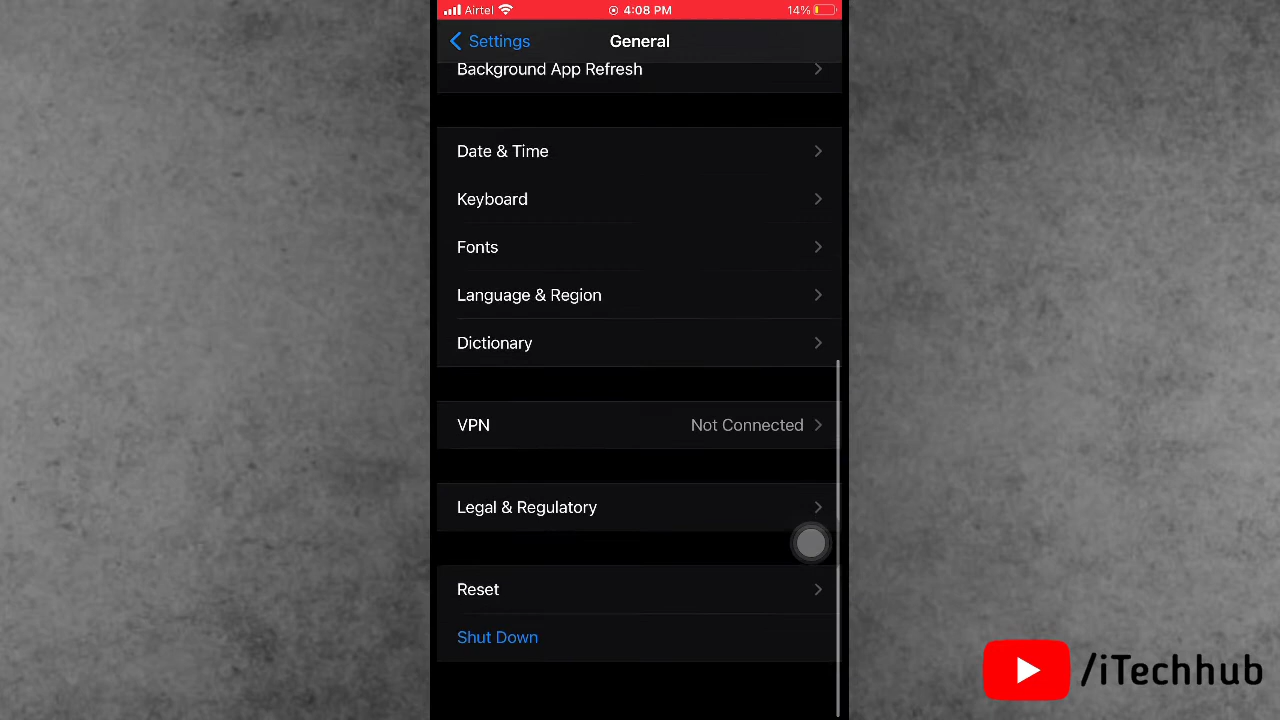 Airtel 4:08 PM 14%
Settings General
Background App Refresh
Date & Time
Keyboard
Fonts
Language & Region
Dictionary
VPN Not Connected
Legal & Regulatory
Reset
Shut Down
/iTechhub